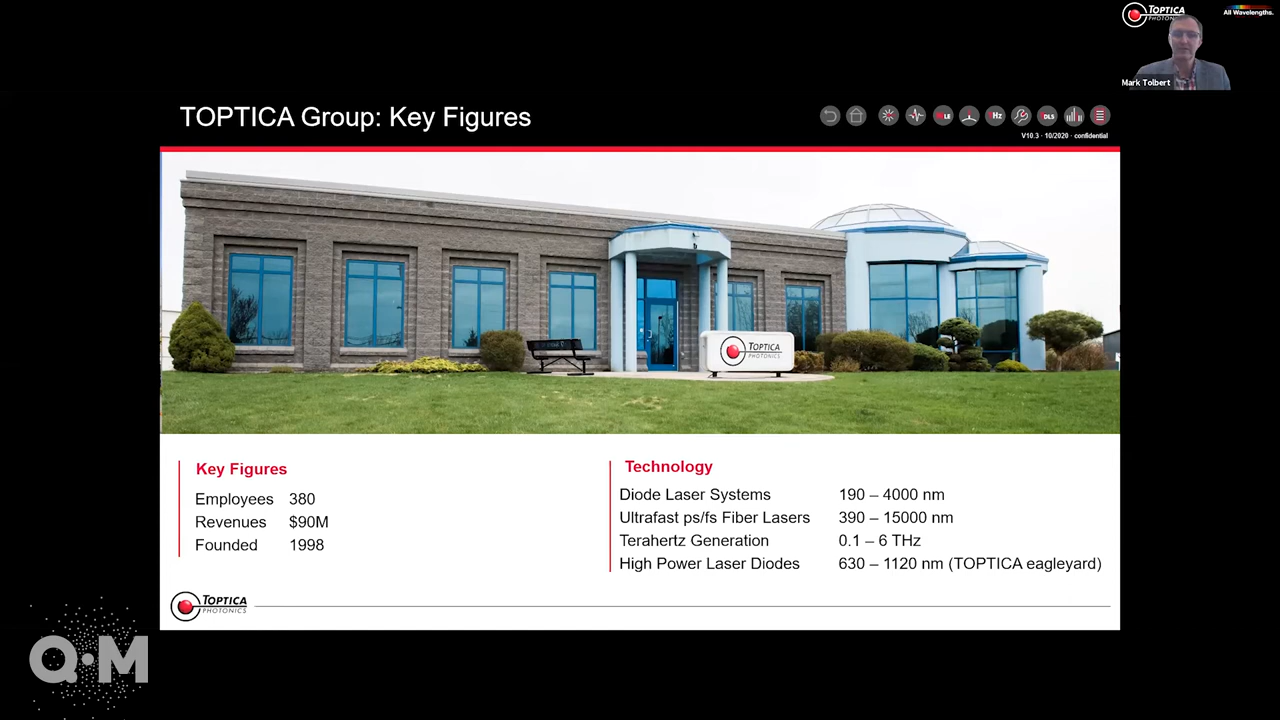 TOPTICA
PHOTONICS
All Wavelengths.
Mark Tolbert
TOPTICA Group: Key Figures
THz
DLS
V10.3 · 10/2020 · confidential
TOPTICA
PHOTONICS
Key Figures
Employees 380
Revenues $90M
Founded 1998
Technology
Diode Laser Systems 190 – 4000 nm
Ultrafast ps/fs Fiber Lasers 390 – 15000 nm
Terahertz Generation 0.1 – 6 THz
High Power Laser Diodes 630 – 1120 nm (TOPTICA eagleyard)
TOPTICA
PHOTONICS
Q·M